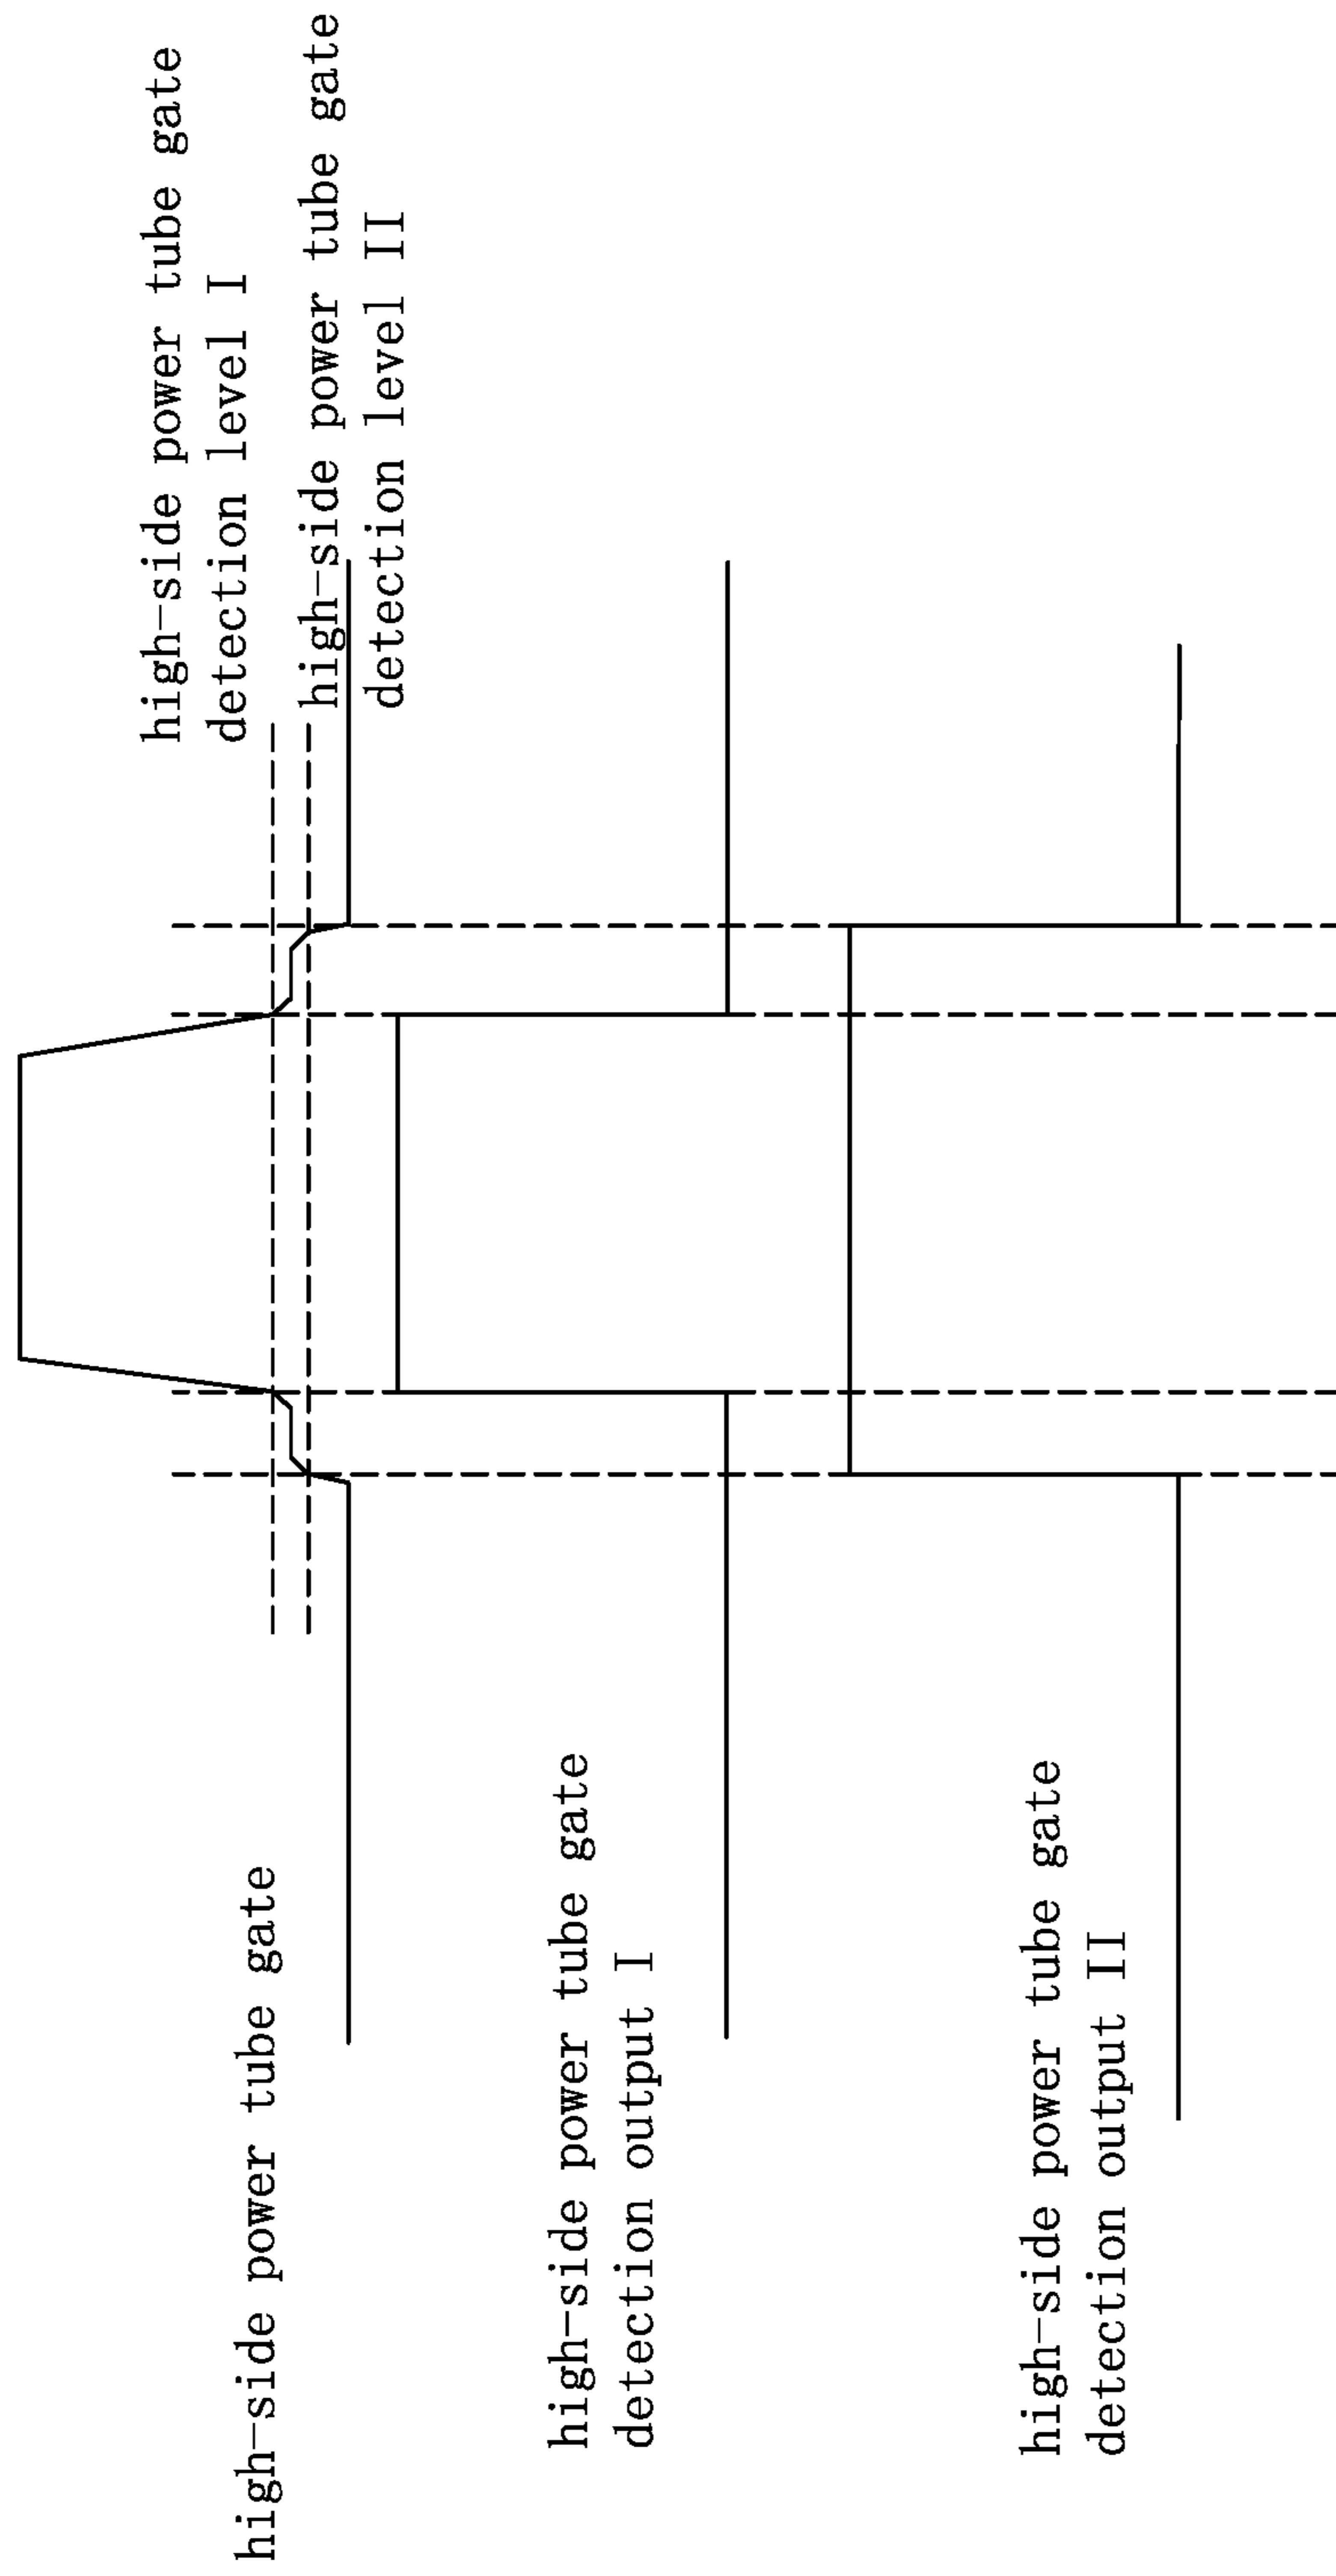 high-side power tube gate
detection level I
high-side power tube gate
detection level II
high-side power tube gate
high-side power tube gate
detection output I
high-side power tube gate
detection output II